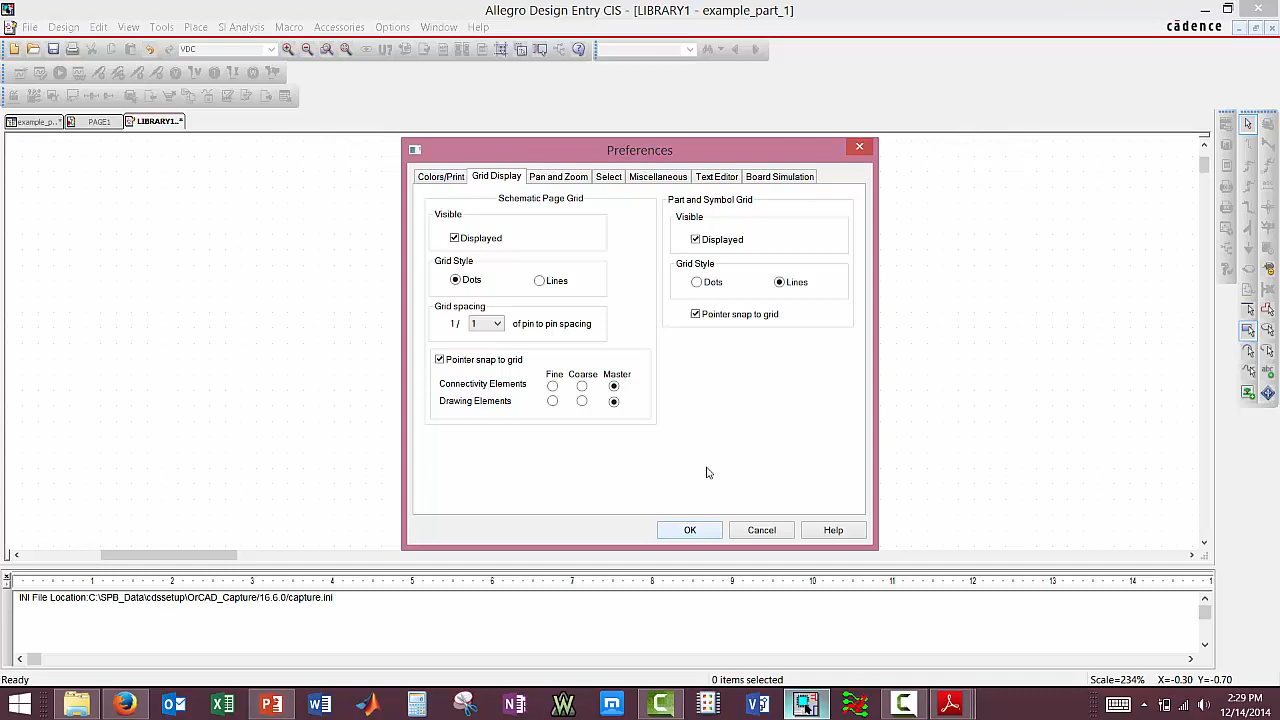 Allegro Design Entry CIS - [LIBRARY1 - example_part_1]
File Design Edit View Tools Place SI Analysis Macro Accessories Options Window Help
cādence
VDC
U?
example_p..* PAGE1 LIBRARY1..*
Preferences
Colors/Print Grid Display Pan and Zoom Select Miscellaneous Text Editor Board Simulation
Schematic Page Grid
Visible
Displayed
Grid Style
Dots Lines
Grid spacing
1 / 1 of pin to pin spacing
Pointer snap to grid
Fine Coarse Master
Connectivity Elements
Drawing Elements
Part and Symbol Grid
Visible
Displayed
Grid Style
Dots Lines
Pointer snap to grid
OK Cancel Help
1 2 3 4 5 6 7 8 9 10 11 12 13 14 1
INI File Location:C:\SPB_Data\cdssetup\OrCAD_Capture/16.6.0/capture.ini
Ready
0 items selected
Scale=234% X=-0.30 Y=-0.70
2:29 PM
12/14/2014